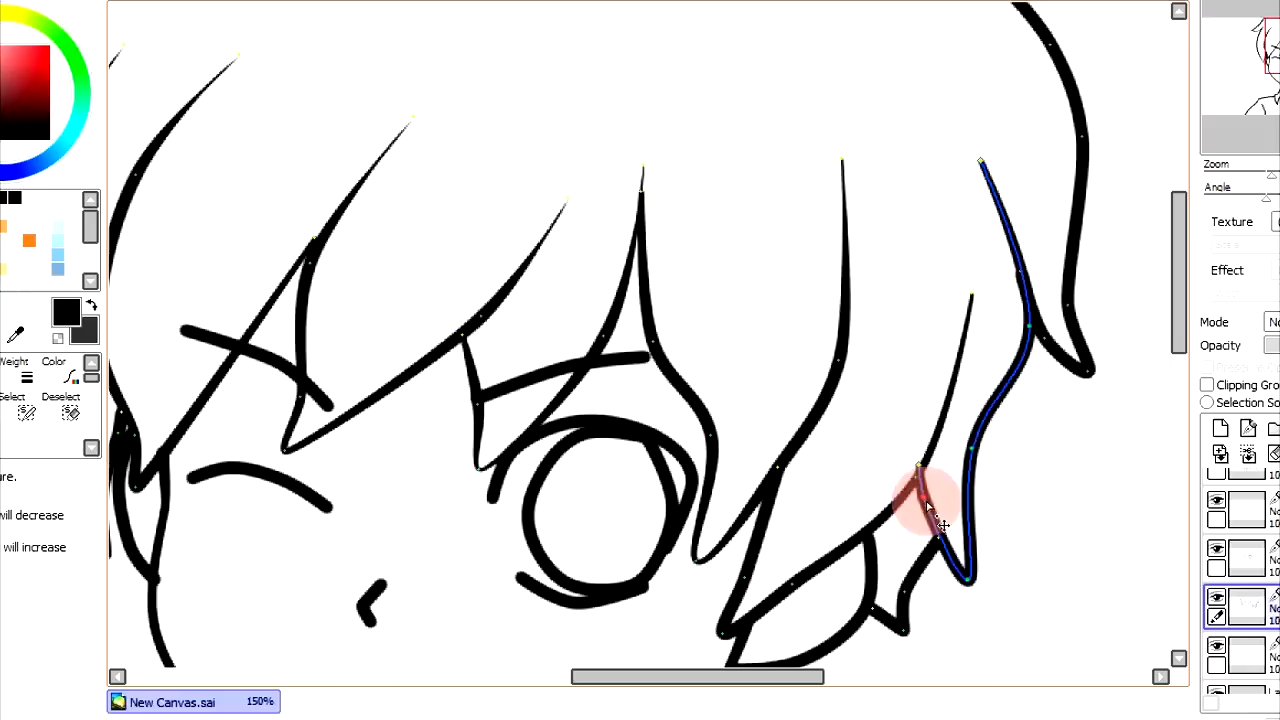 Zoom
Angle
Texture
Effect
Mode
Opacity
Clipping Gro
Selection So
Weight Color
Select Deselect
ure.
will decrease
will increase
New Canvas.sai 150%